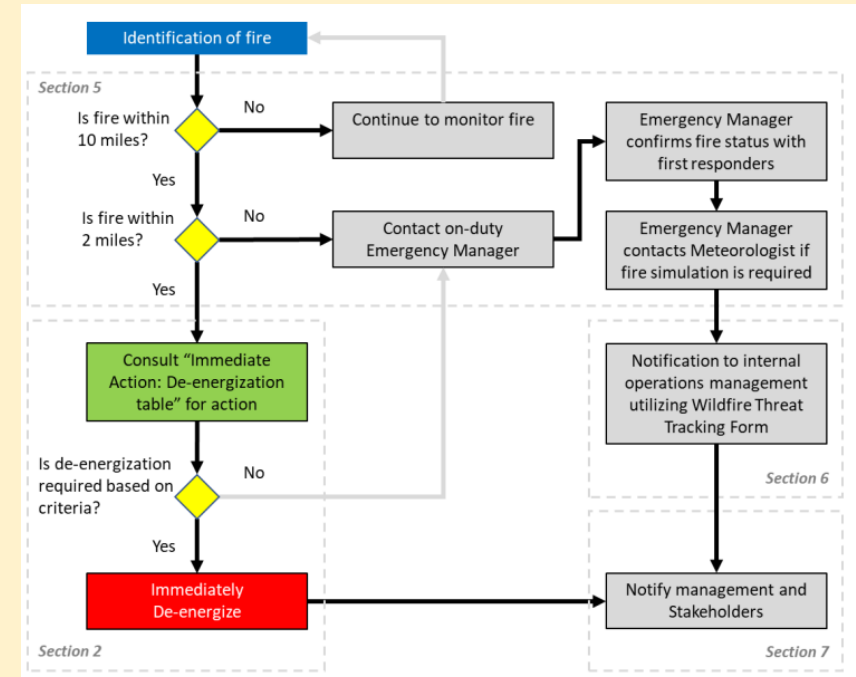 Identification of fire
Section 5
Is fire within
10 miles?
No
Continue to monitor fire
Emergency Manager
confirms fire status with
first responders
Yes
Is fire within
2 miles?
No
Contact on-duty
Emergency Manager
Emergency Manager
contacts Meteorologist if
fire simulation is required
Yes
Consult “Immediate
Action: De-energization
table” for action
Notification to internal
operations management
utilizing Wildfire Threat
Tracking Form
Is de-energization
required based on
criteria?
No
Section 6
Yes
Immediately
De-energize
Notify management and
Stakeholders
Section 2
Section 7